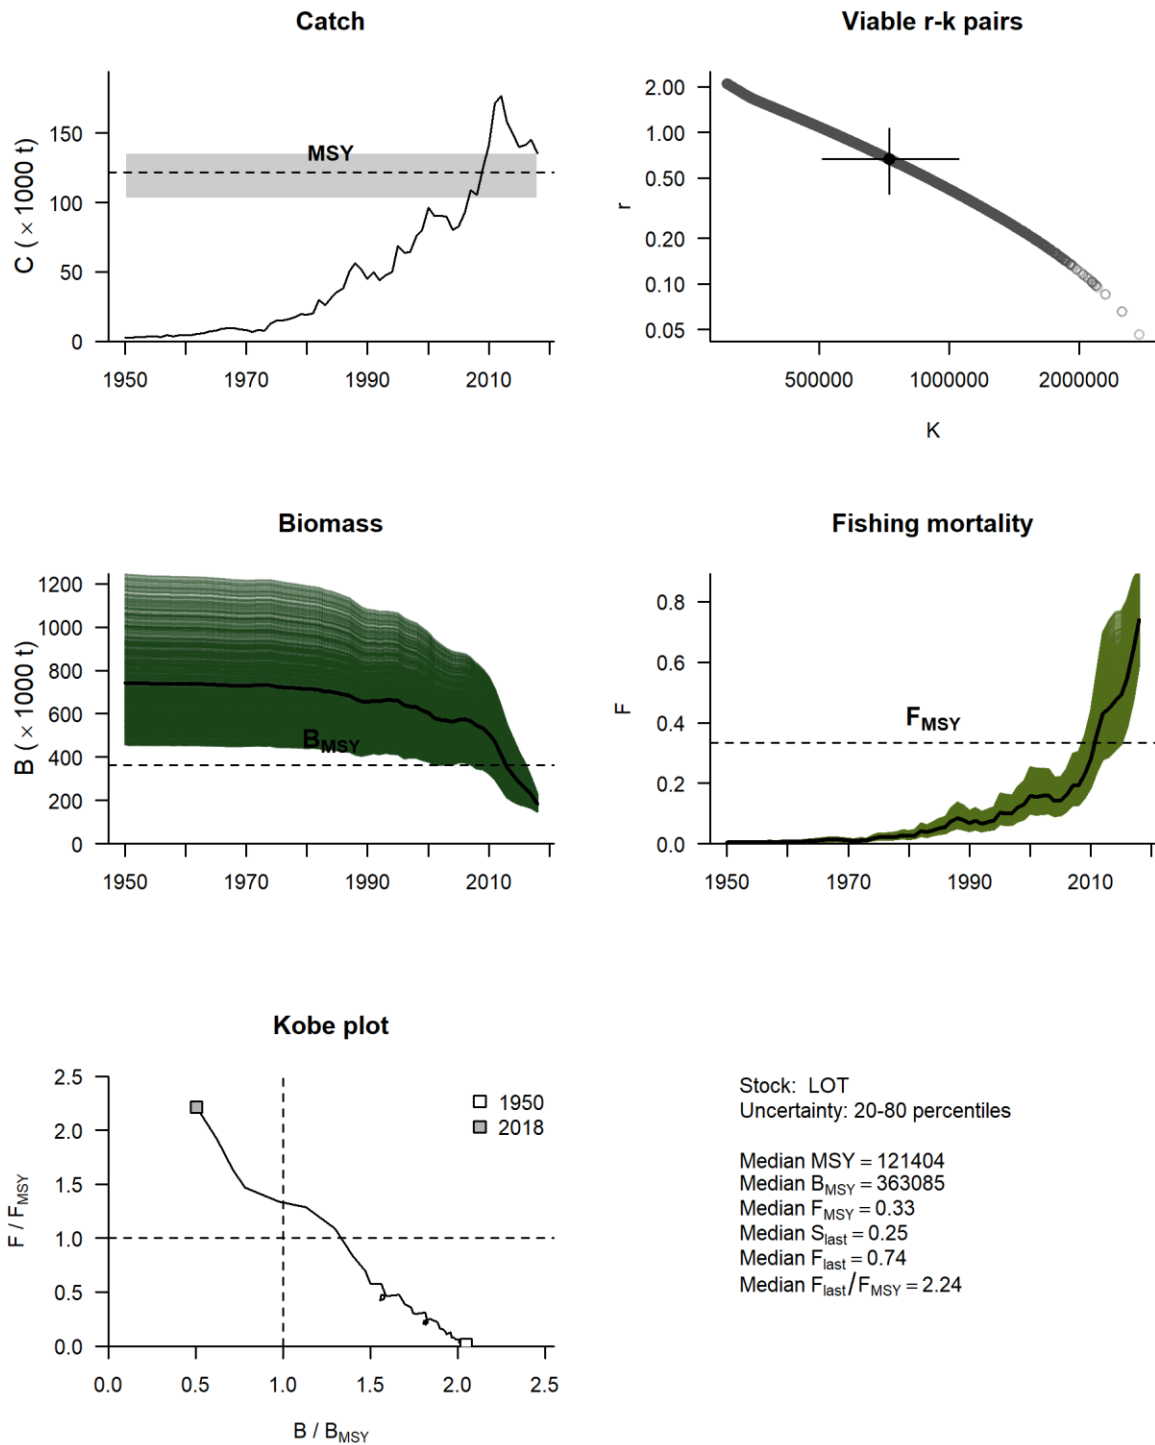 Catch
C ( × 1000 t)
150
100
50
0
MSY
1950
1970
1990
2010
Viable r-k pairs
r
2.00
1.00
0.50
0.20
0.10
0.05
500000
1000000
2000000
K
Biomass
B ( × 1000 t)
1200
1000
800
600
400
200
0
BMSY
1950
1970
1990
2010
Fishing mortality
F
0.8
0.6
0.4
0.2
0.0
FMSY
1950
1970
1990
2010
Kobe plot
F / FMSY
2.5
2.0
1.5
1.0
0.5
0.0
1950
2018
0.0
0.5
1.0
1.5
2.0
2.5
B / BMSY
Stock: LOT
Uncertainty: 20-80 percentiles
Median MSY = 121404
Median BMSY = 363085
Median FMSY = 0.33
Median Slast = 0.25
Median Flast = 0.74
Median Flast/FMSY = 2.24